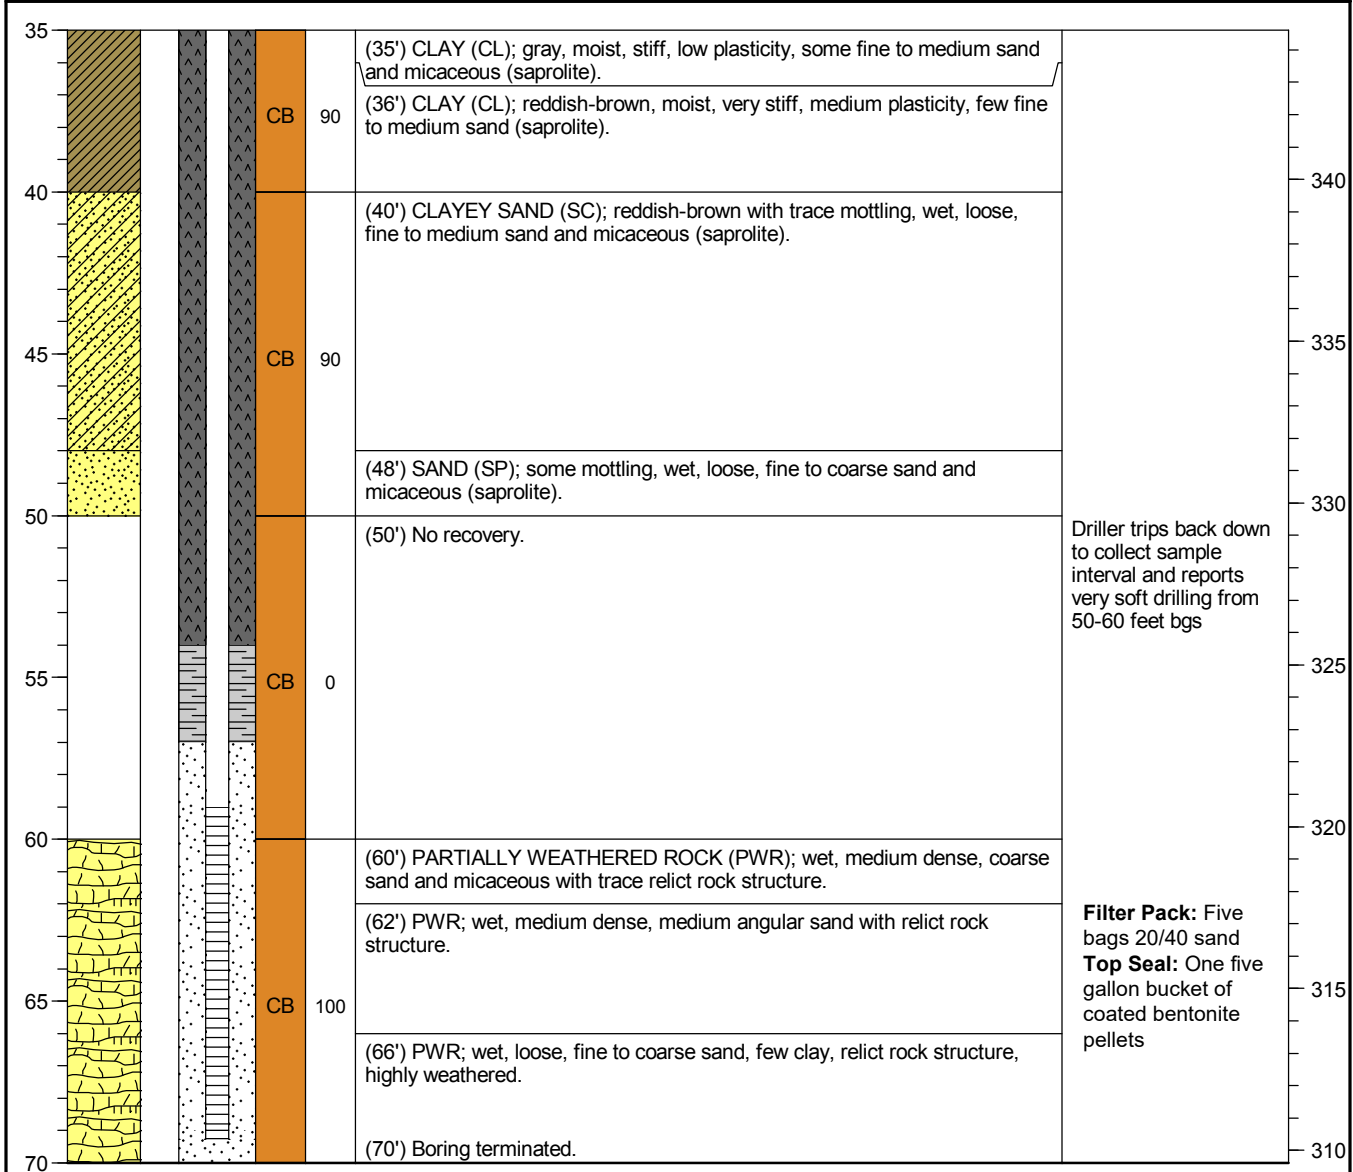 35
(35') CLAY (CL); gray, moist, stiff, low plasticity, some fine to medium sand
and micaceous (saprolite).
(36') CLAY (CL); reddish-brown, moist, very stiff, medium plasticity, few fine
to medium sand (saprolite).
CB
90
340
40
(40') CLAYEY SAND (SC); reddish-brown with trace mottling, wet, loose,
fine to medium sand and micaceous (saprolite).
335
45
CB
90
(48') SAND (SP); some mottling, wet, loose, fine to coarse sand and
micaceous (saprolite).
330
50
(50') No recovery.
Driller trips back down
to collect sample
interval and reports
very soft drilling from
50-60 feet bgs
325
55
CB
0
320
60
(60') PARTIALLY WEATHERED ROCK (PWR); wet, medium dense, coarse
sand and micaceous with trace relict rock structure.
(62') PWR; wet, medium dense, medium angular sand with relict rock
structure.
Filter Pack: Five
bags 20/40 sand
Top Seal: One five
gallon bucket of
coated bentonite
pellets
315
65
CB
100
(66') PWR; wet, loose, fine to coarse sand, few clay, relict rock structure,
highly weathered.
(70') Boring terminated.
310
70